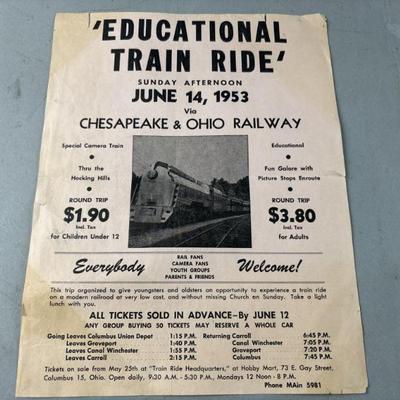 'EDUCATIONAL
TRAIN RIDE'
SUNDAY AFTERNOON
JUNE 14, 1953
Via
CHESAPEAKE & OHIO RAILWAY
Special Camera Train
•
Thru the
Hocking Hills
•
ROUND TRIP
$1.90
Incl. Tax
for Children Under 12
Educational
•
Fun Galore with
Picture Stops Enroute
•
ROUND TRIP
$3.80
Incl. Tax
for Adults
Everybody
RAIL FANS
CAMERA FANS
YOUTH GROUPS
PARENTS & FRIENDS
Welcome!
This trip organized to give youngsters and oldsters an opportunity to experience a train ride
on a modern railroad at very low cost, and without missing Church on Sunday. Take a light
lunch with you.
ALL TICKETS SOLD IN ADVANCE—By JUNE 12
ANY GROUP BUYING 50 TICKETS MAY RESERVE A WHOLE CAR
Going Leaves Columbus Union Depot 1:15 P.M. Returning Carroll 6:45 P.M.
Leaves Groveport 1:40 P.M. Canal Winchester 7:05 P.M.
Leaves Canal Winchester 1:55 P.M. Groveport 7:20 P.M.
Leaves Carroll 2:15 P.M. Columbus 7:45 P.M.
Tickets on sale from May 25th at "Train Ride Headquarters," at Hobby Mart, 73 E. Gay Street,
Columbus 15, Ohio. Open daily, 9:30 A.M. - 5:30 P.M., Mondays 12 Noon - 8 P.M.
Phone MAin 5981